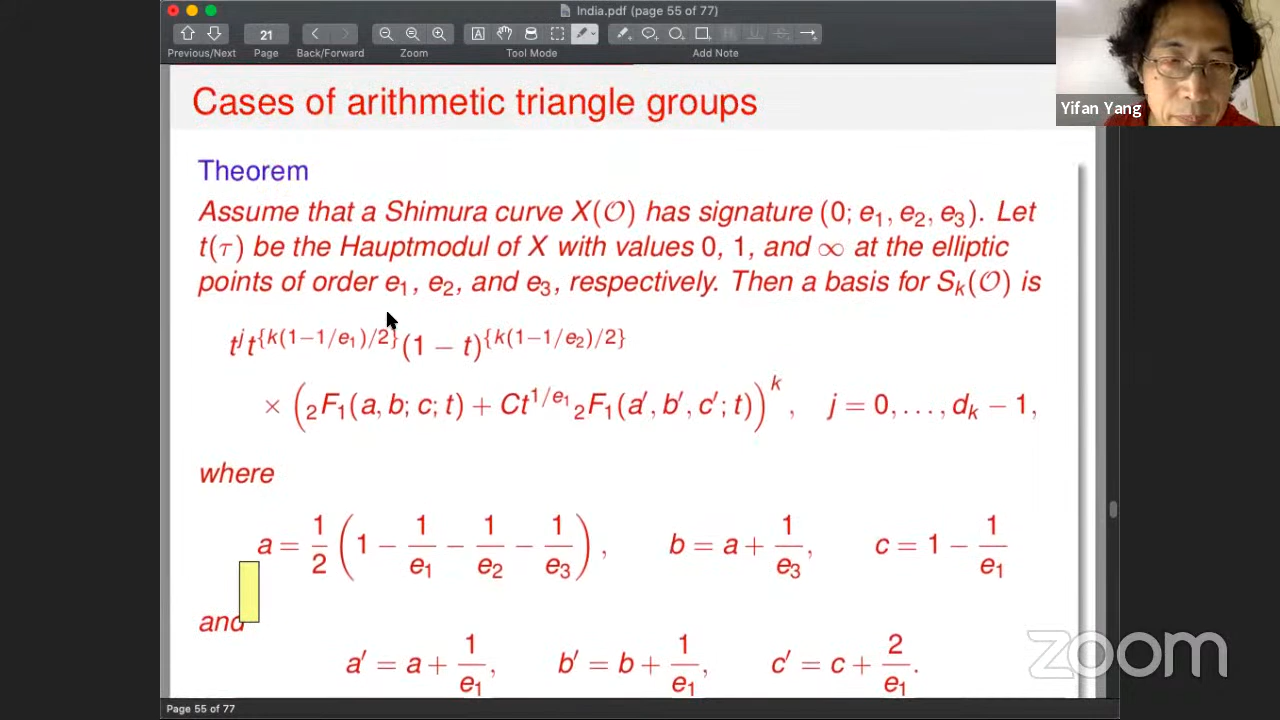 India.pdf (page 55 of 77)
21
Previous/Next Page Back/Forward Zoom Tool Mode Add Note
Yifan Yang
Cases of arithmetic triangle groups
Theorem
Assume that a Shimura curve X(𝒪) has signature (0; e₁, e₂, e₃). Let
t(τ) be the Hauptmodul of X with values 0, 1, and ∞ at the elliptic
points of order e₁, e₂, and e₃, respectively. Then a basis for Sₖ(𝒪) is
t^j t^{k(1−1/e₁)/2}(1 − t)^{k(1−1/e₂)/2}
× (₂F₁(a, b; c; t) + Ct^{1/e₁} ₂F₁(a′, b′, c′; t))^k, j = 0, . . . , dₖ − 1,
where
a = 1/2 (1 − 1/e₁ − 1/e₂ − 1/e₃), b = a + 1/e₃, c = 1 − 1/e₁
and
a′ = a + 1/e₁, b′ = b + 1/e₁, c′ = c + 2/e₁.
zoom
Page 55 of 77